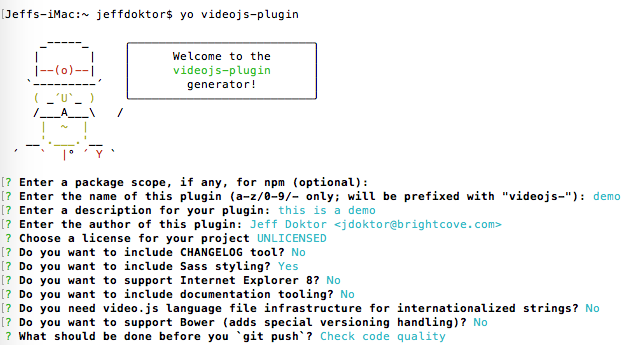 [Jeffs-iMac:~ jeffdoktor$ yo videojs-plugin
Welcome to the
videojs-plugin
generator!
[? Enter a package scope, if any, for npm (optional):
[? Enter the name of this plugin (a-z/0-9/- only; will be prefixed with "videojs-"): demo
[? Enter a description for your plugin: this is a demo
[? Enter the author of this plugin: Jeff Doktor <jdoktor@brightcove.com>
? Choose a license for your project UNLICENSED
[? Do you want to include CHANGELOG tool? No
[? Do you want to include Sass styling? Yes
[? Do you want to support Internet Explorer 8? No
[? Do you want to include documentation tooling? No
[? Do you need video.js language file infrastructure for internationalized strings? No
[? Do you want to support Bower (adds special versioning handling)? No
? What should be done before you `git push`? Check code quality